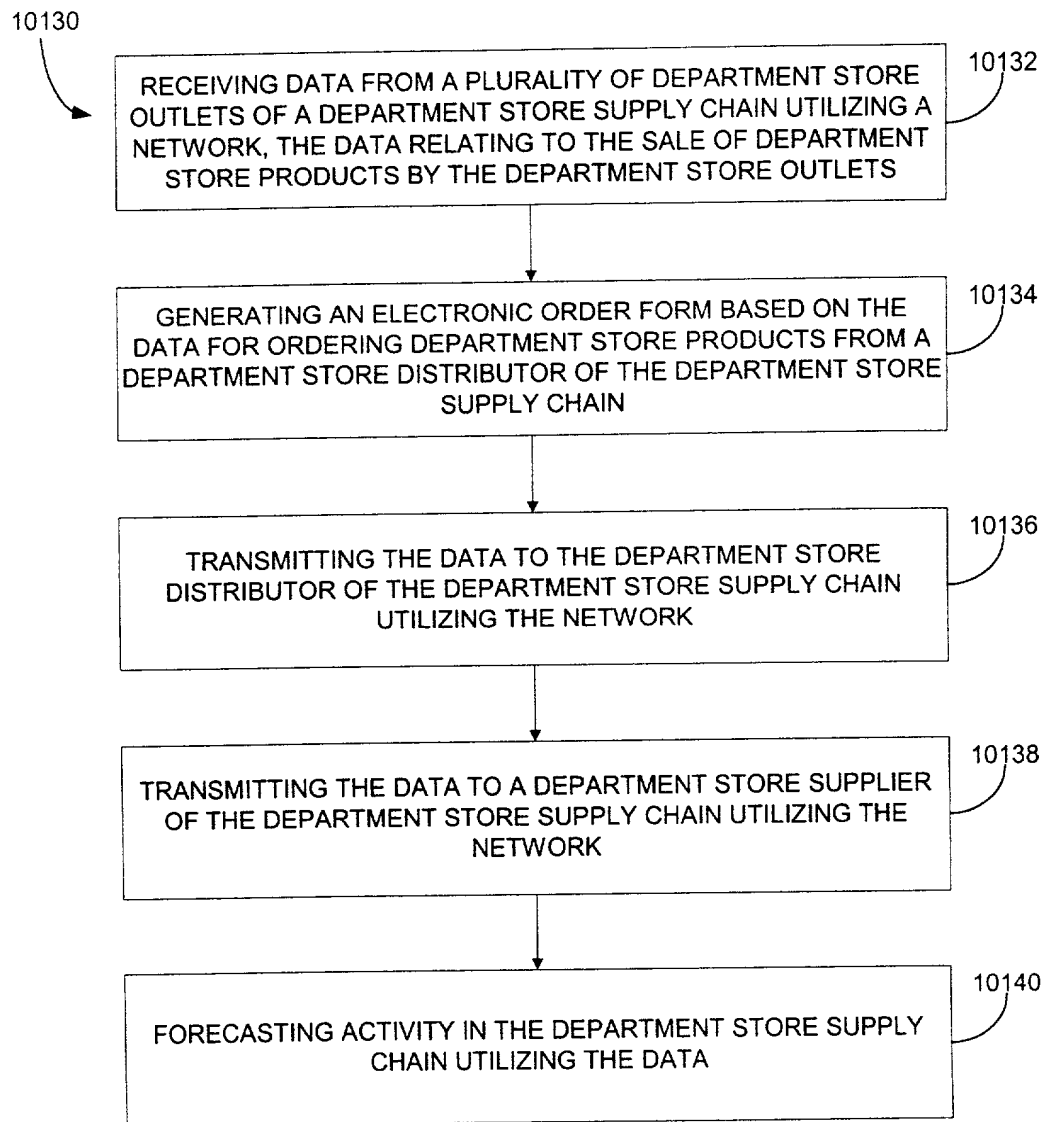 10130
10132
RECEIVING DATA FROM A PLURALITY OF DEPARTMENT STORE
OUTLETS OF A DEPARTMENT STORE SUPPLY CHAIN UTILIZING A
NETWORK, THE DATA RELATING TO THE SALE OF DEPARTMENT
STORE PRODUCTS BY THE DEPARTMENT STORE OUTLETS
10134
GENERATING AN ELECTRONIC ORDER FORM BASED ON THE
DATA FOR ORDERING DEPARTMENT STORE PRODUCTS FROM A
DEPARTMENT STORE DISTRIBUTOR OF THE DEPARTMENT STORE
SUPPLY CHAIN
10136
TRANSMITTING THE DATA TO THE DEPARTMENT STORE
DISTRIBUTOR OF THE DEPARTMENT STORE SUPPLY CHAIN
UTILIZING THE NETWORK
10138
TRANSMITTING THE DATA TO A DEPARTMENT STORE SUPPLIER
OF THE DEPARTMENT STORE SUPPLY CHAIN UTILIZING THE
NETWORK
10140
FORECASTING ACTIVITY IN THE DEPARTMENT STORE SUPPLY
CHAIN UTILIZING THE DATA